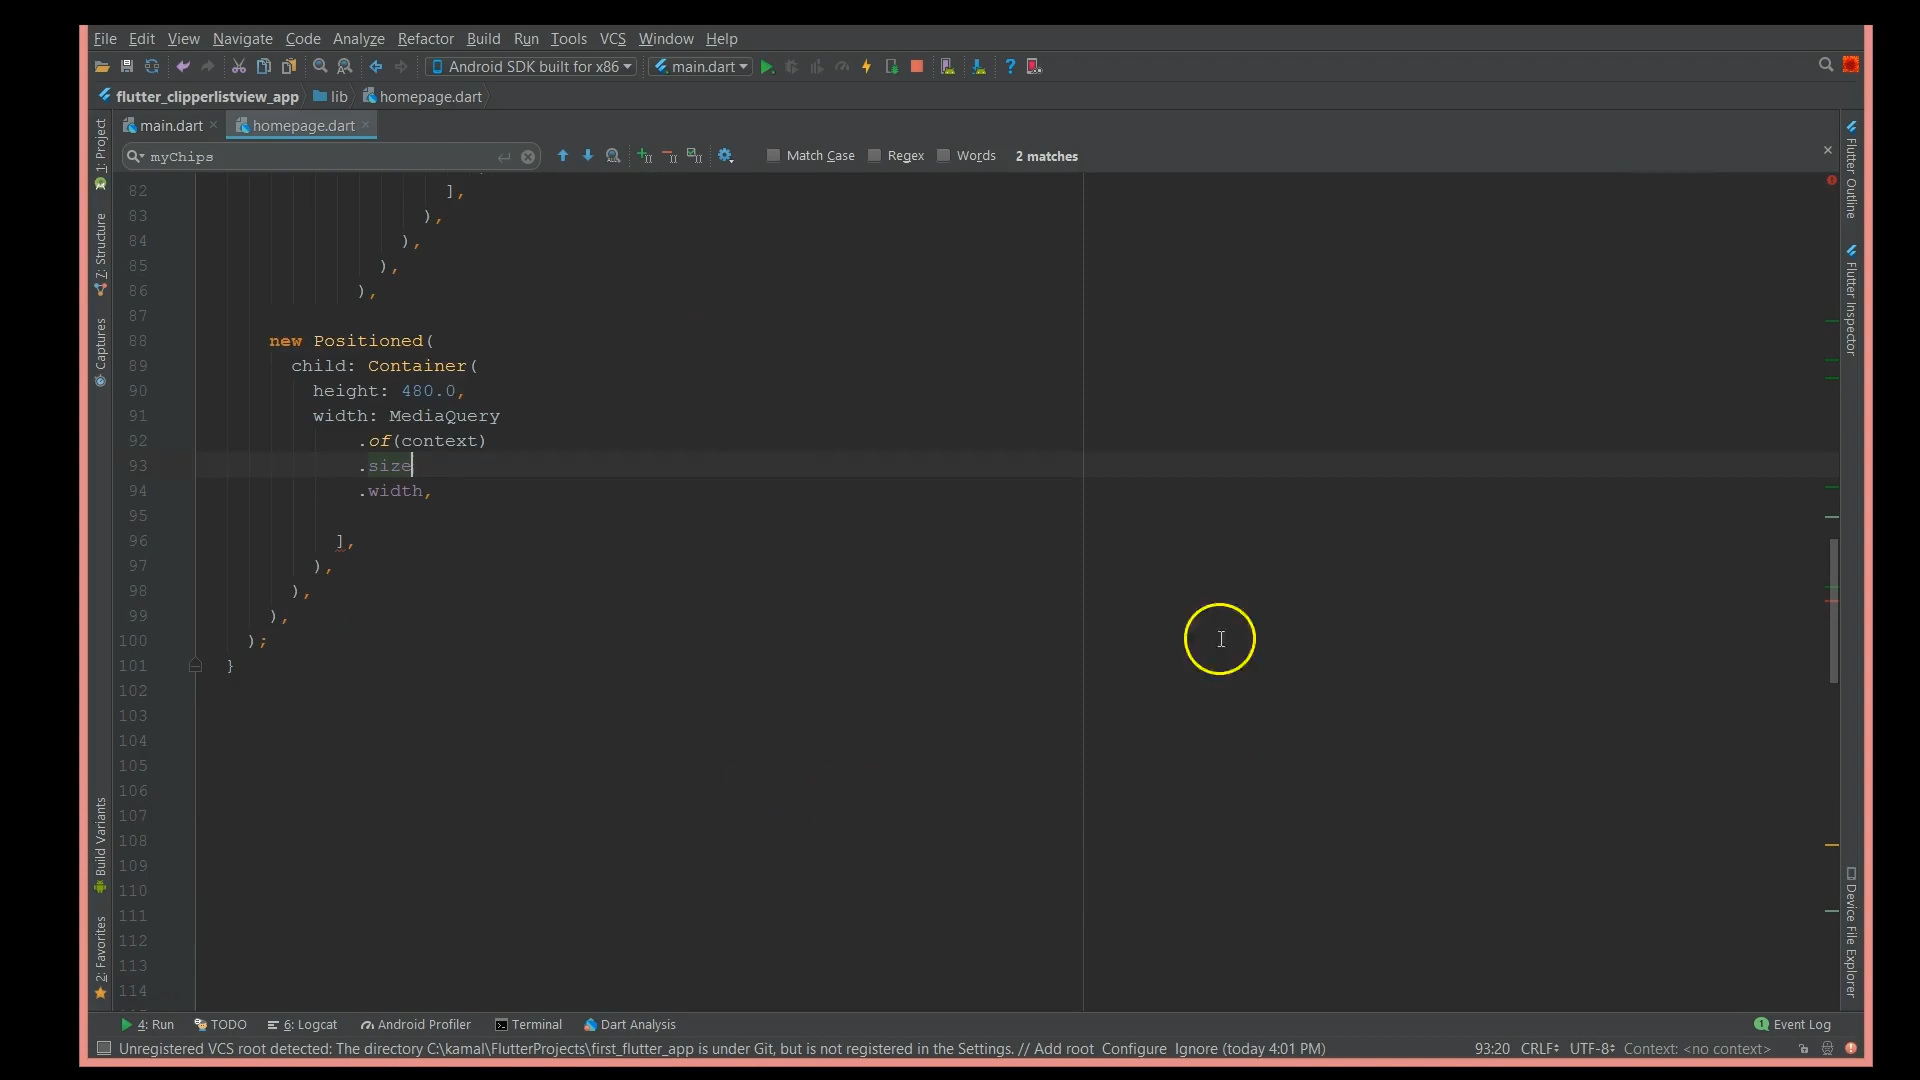 File Edit View Navigate Code Analyze Refactor Build Run Tools VCS Window Help
Android SDK built for x86 main.dart
flutter_clipperlistview_app lib homepage.dart
main.dart homepage.dart
myChips Match Case Regex Words 2 matches
82 ],
83 ),
84 ),
85 ),
86 ),
87
88 new Positioned(
89 child: Container(
90 height: 480.0,
91 width: MediaQuery
92 .of(context)
93 .size
94 .width,
95
96 ],
97 ),
98 ),
99 ),
100 );
101 }
102
103
104
105
106
107
108
109
110
111
112
113
114
1: Project
7: Structure
Captures
Build Variants
2: Favorites
Flutter Outline
Flutter Inspector
Device File Explorer
4: Run TODO 6: Logcat Android Profiler Terminal Dart Analysis 1 Event Log
Unregistered VCS root detected: The directory C:\kamal\FlutterProjects\first_flutter_app is under Git, but is not registered in the Settings. // Add root Configure Ignore (today 4:01 PM) 93:20 CRLF UTF-8 Context: <no context>